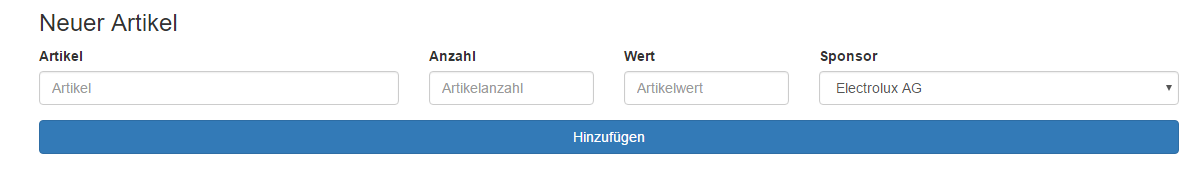 Neuer Artikel
Artikel Anzahl Wert Sponsor
Artikel Artikelanzahl Artikelwert Electrolux AG
Hinzufügen